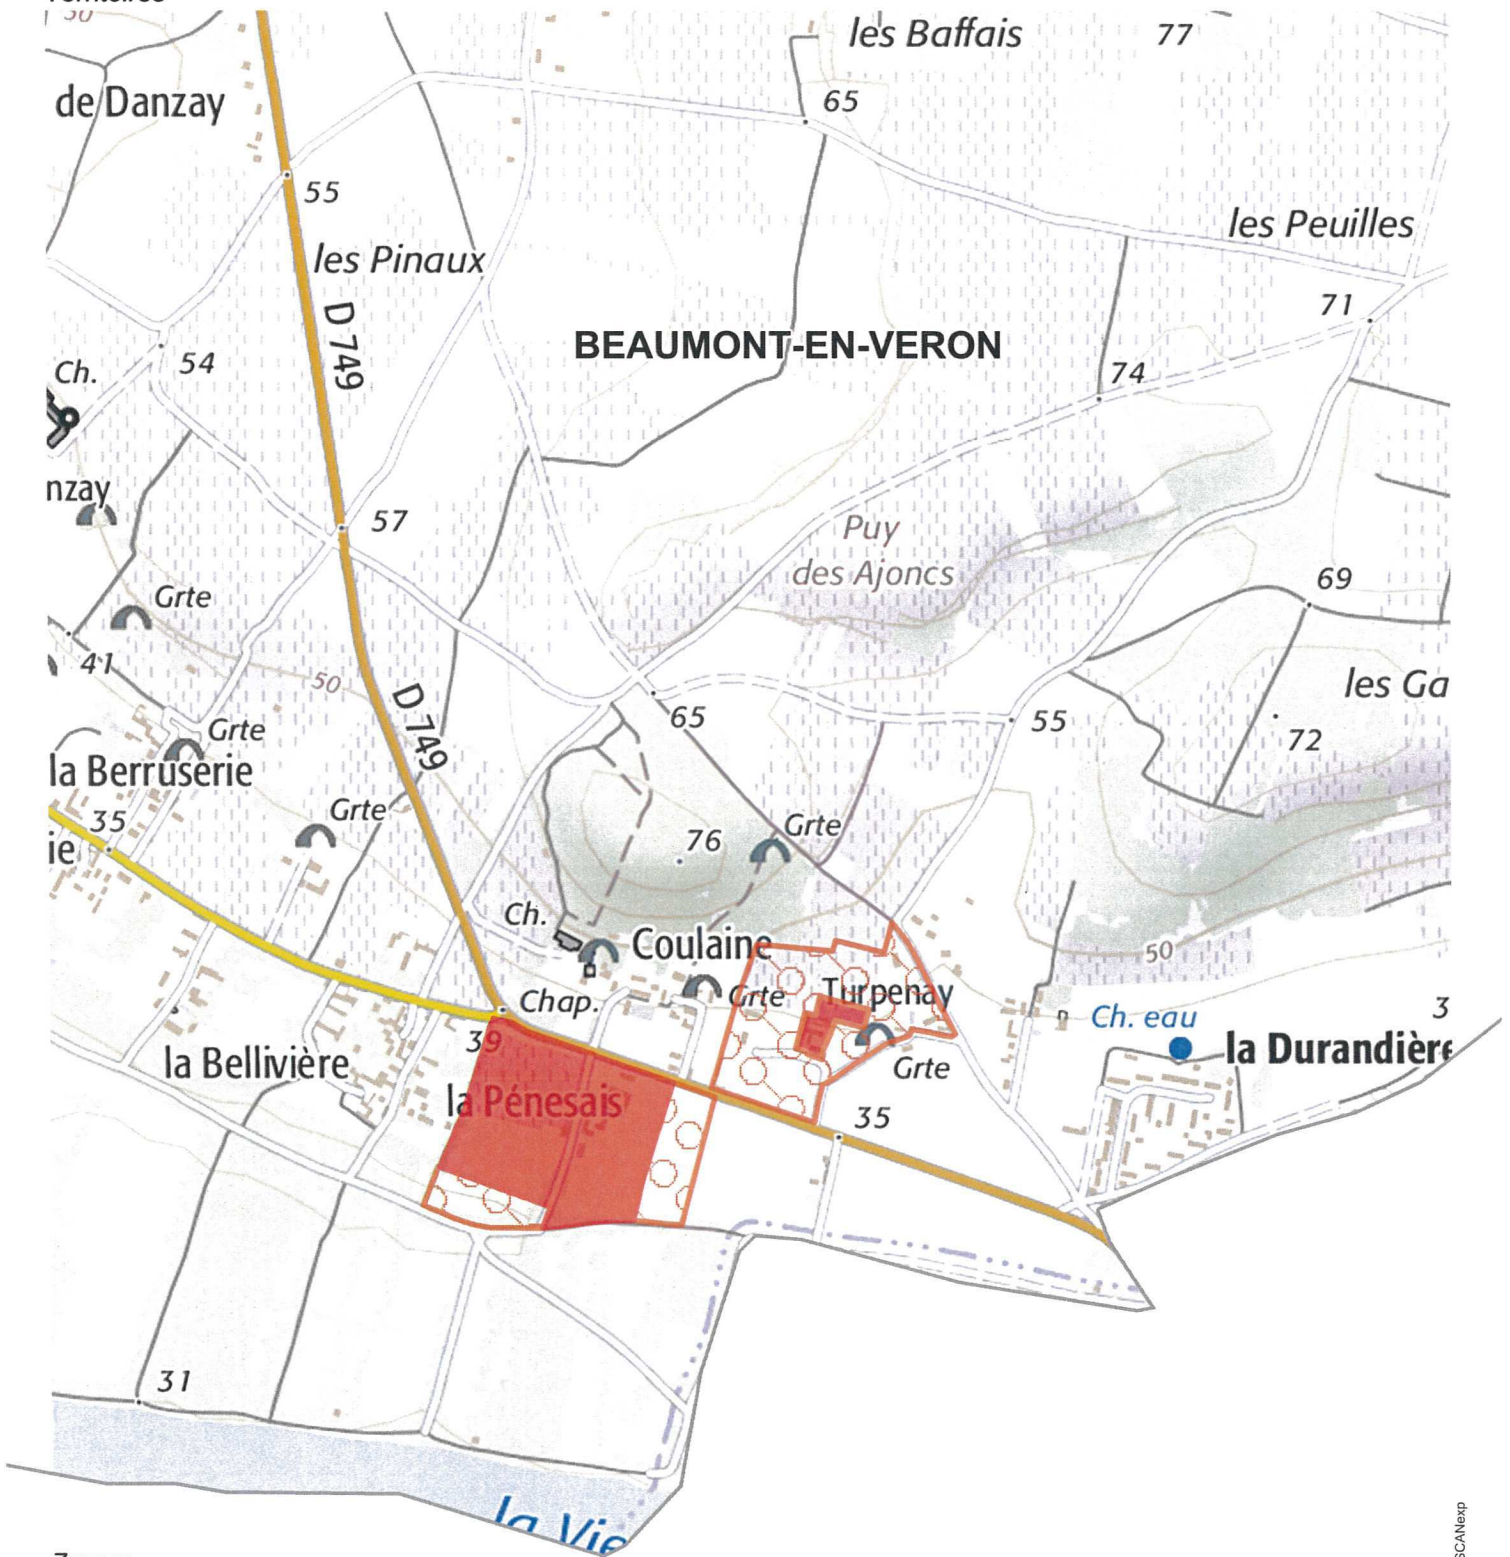 les Baffais
77
de Danzay
65
55
les Peuilles
les Pinaux
71
D 749
BEAUMONT-EN-VERON
54
Ch.
74
nzay
57
Puy
des Ajoncs
69
Grte
41
50
les Ga
D 749
65
55
Grte
72
la Berruserie
Grte
35
ie
76
Grte
Ch.
Coulaine
50
Grte
Turpenay
Chap.
Ch. eau
3
39
la Bellivière
la Durandière
Grte
la Pénesais
35
31
la Vie
SCANexp